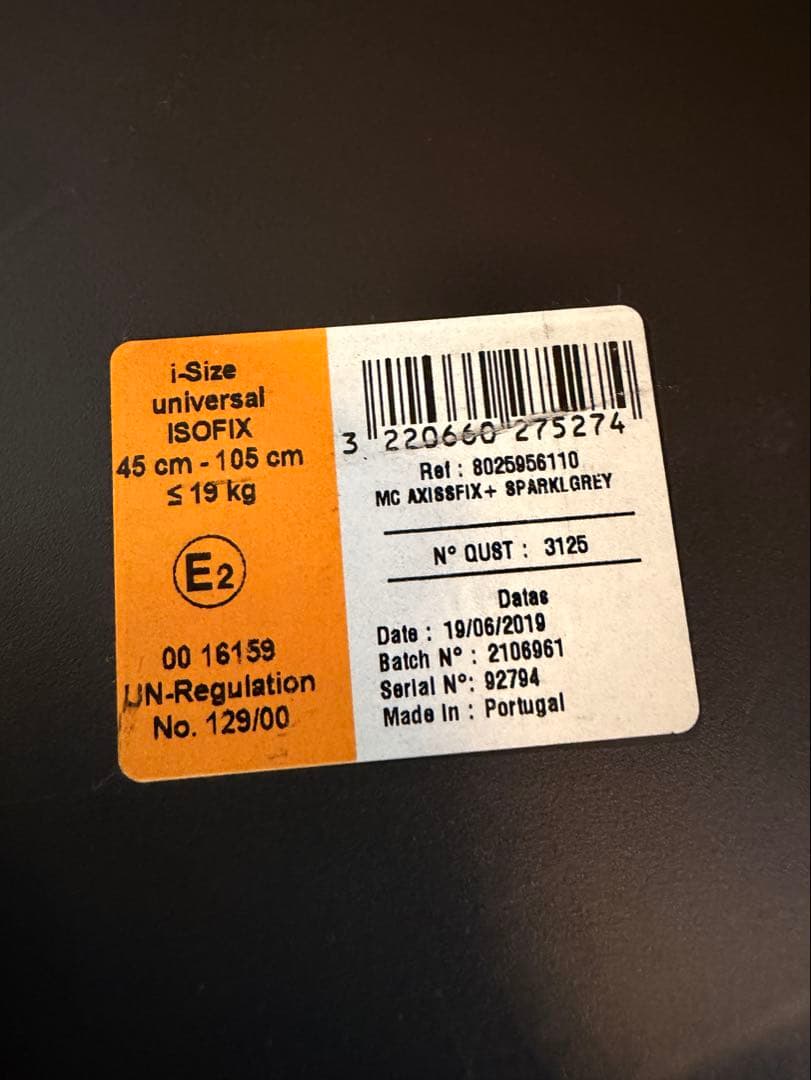 i-Size
universal
ISOFIX
45 cm - 105 cm
≤ 19 kg
E2
00 16159
UN-Regulation
No. 129/00
3 220660 275274
Ref : 8025956110
MC AXISSFIX+ SPARKLGREY
N° QUST : 3125
Datas
Date : 19/06/2019
Batch N° : 2106961
Serial N°: 92794
Made In : Portugal